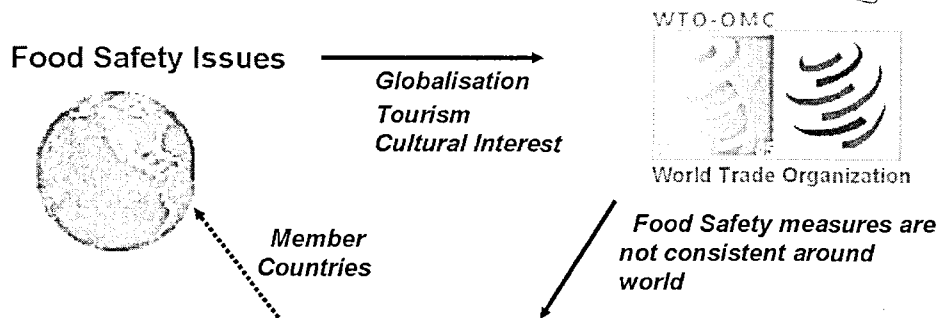 WTO-OMC
Food Safety Issues
Globalisation
Tourism
Cultural Interest
World Trade Organization
Food Safety measures are
not consistent around
world
Member
Countries